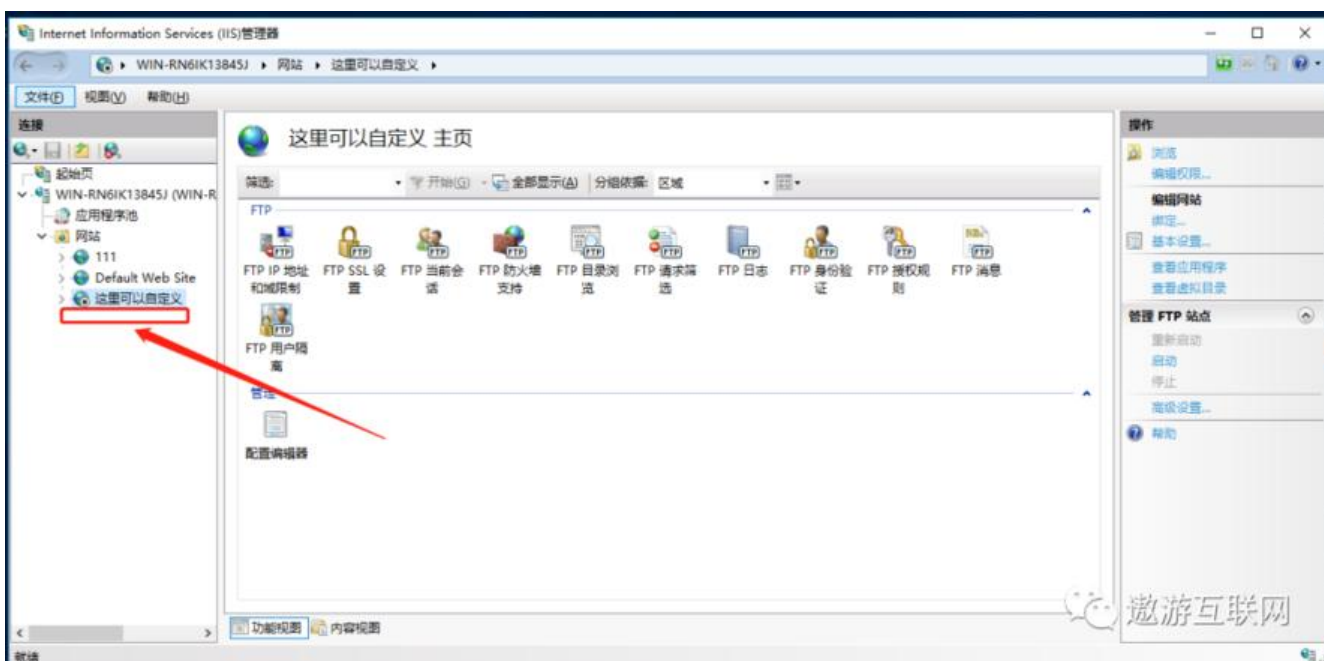 Internet Information Services (IIS)管理器
WIN-RN6IK13845J
网站
这里可以自定义
文件(F) 视图(V) 帮助(H)
连接
起始页
WIN-RN6IK13845J (WIN-R
应用程序池
网站
111
Default Web Site
这里可以自定义
这里可以自定义 主页
筛选: 开始(G) 全部显示(A) 分组依据: 区域
FTP
FTP IP 地址和域限制
FTP SSL 设置
FTP 当前会话
FTP 防火墙支持
FTP 目录浏览
FTP 请求筛选
FTP 日志
FTP 身份验证
FTP 授权规则
FTP 消息
FTP 用户隔离
管理
配置编辑器
功能视图 内容视图
操作
浏览
编辑权限...
编辑网站
绑定...
基本设置...
查看应用程序
查看虚拟目录
管理 FTP 站点
重新启动
启动
停止
高级设置...
帮助
遨游互联网
就绪